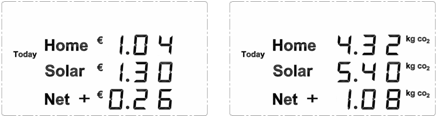 Today Home € 1.04
Solar € 1.30
Net + € 0.26
Today Home 4.32 kg co₂
Solar 5.40 kg co₂
Net + 1.08 kg co₂